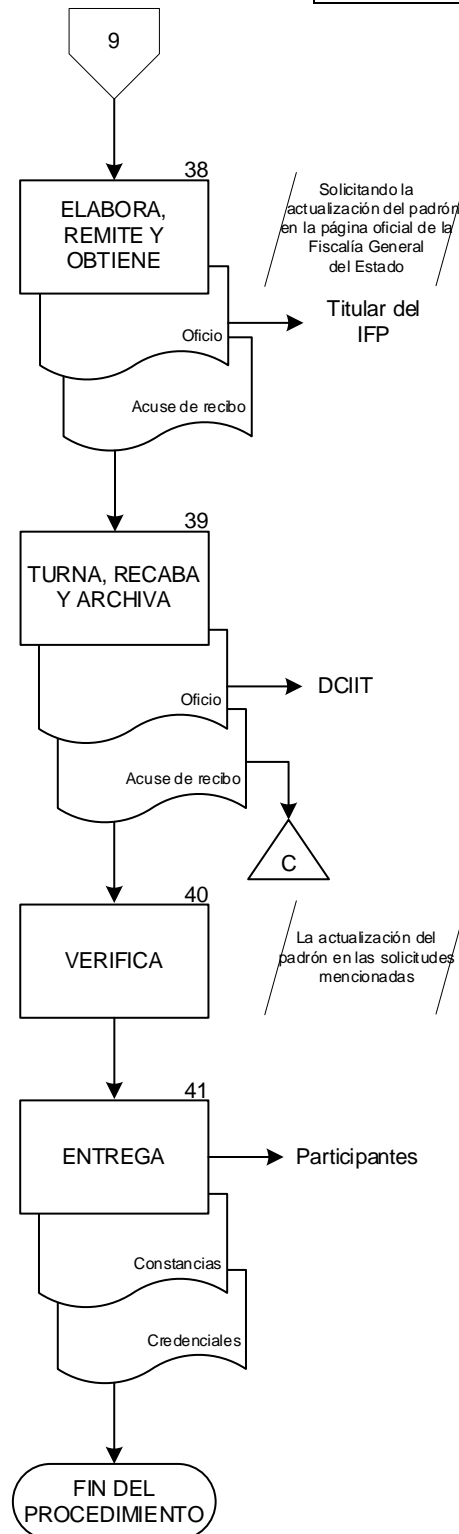 9
38
ELABORA,
REMITE Y
OBTIENE
Solicitando la
actualización del padrón
en la página oficial de la
Fiscalía General
del Estado
Oficio
Titular del
IFP
Acuse de recibo
39
TURNA, RECABA
Y ARCHIVA
Oficio
DCIIT
Acuse de recibo
C
40
VERIFICA
La actualización del
padrón en las solicitudes
mencionadas
41
ENTREGA
Participantes
Constancias
Credenciales
FIN DEL
PROCEDIMIENTO